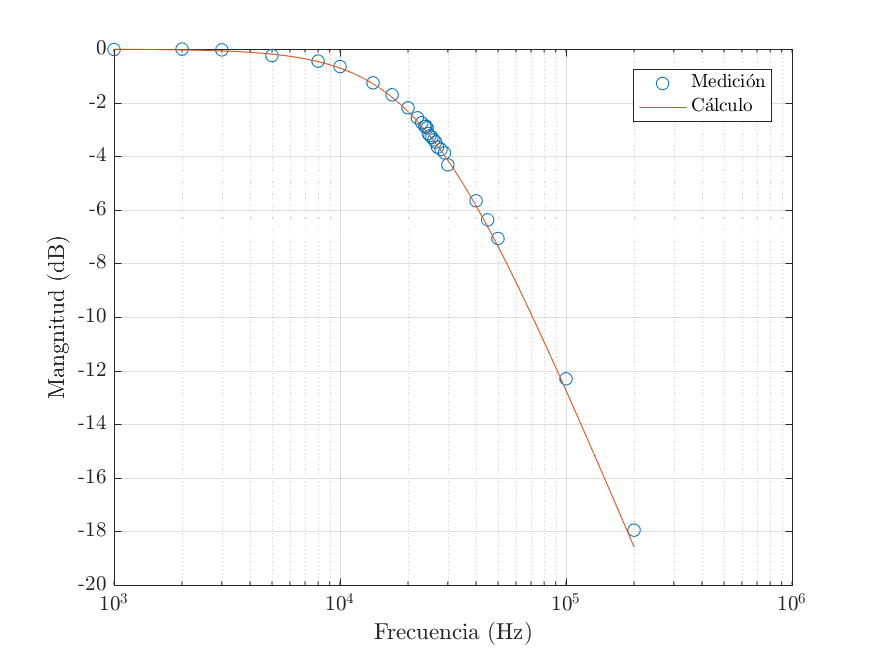 Medición
Cálculo
Mangnitud (dB)
0
-2
-4
-6
-8
-10
-12
-14
-16
-18
-20
10³ 10⁴ 10⁵ 10⁶
Frecuencia (Hz)